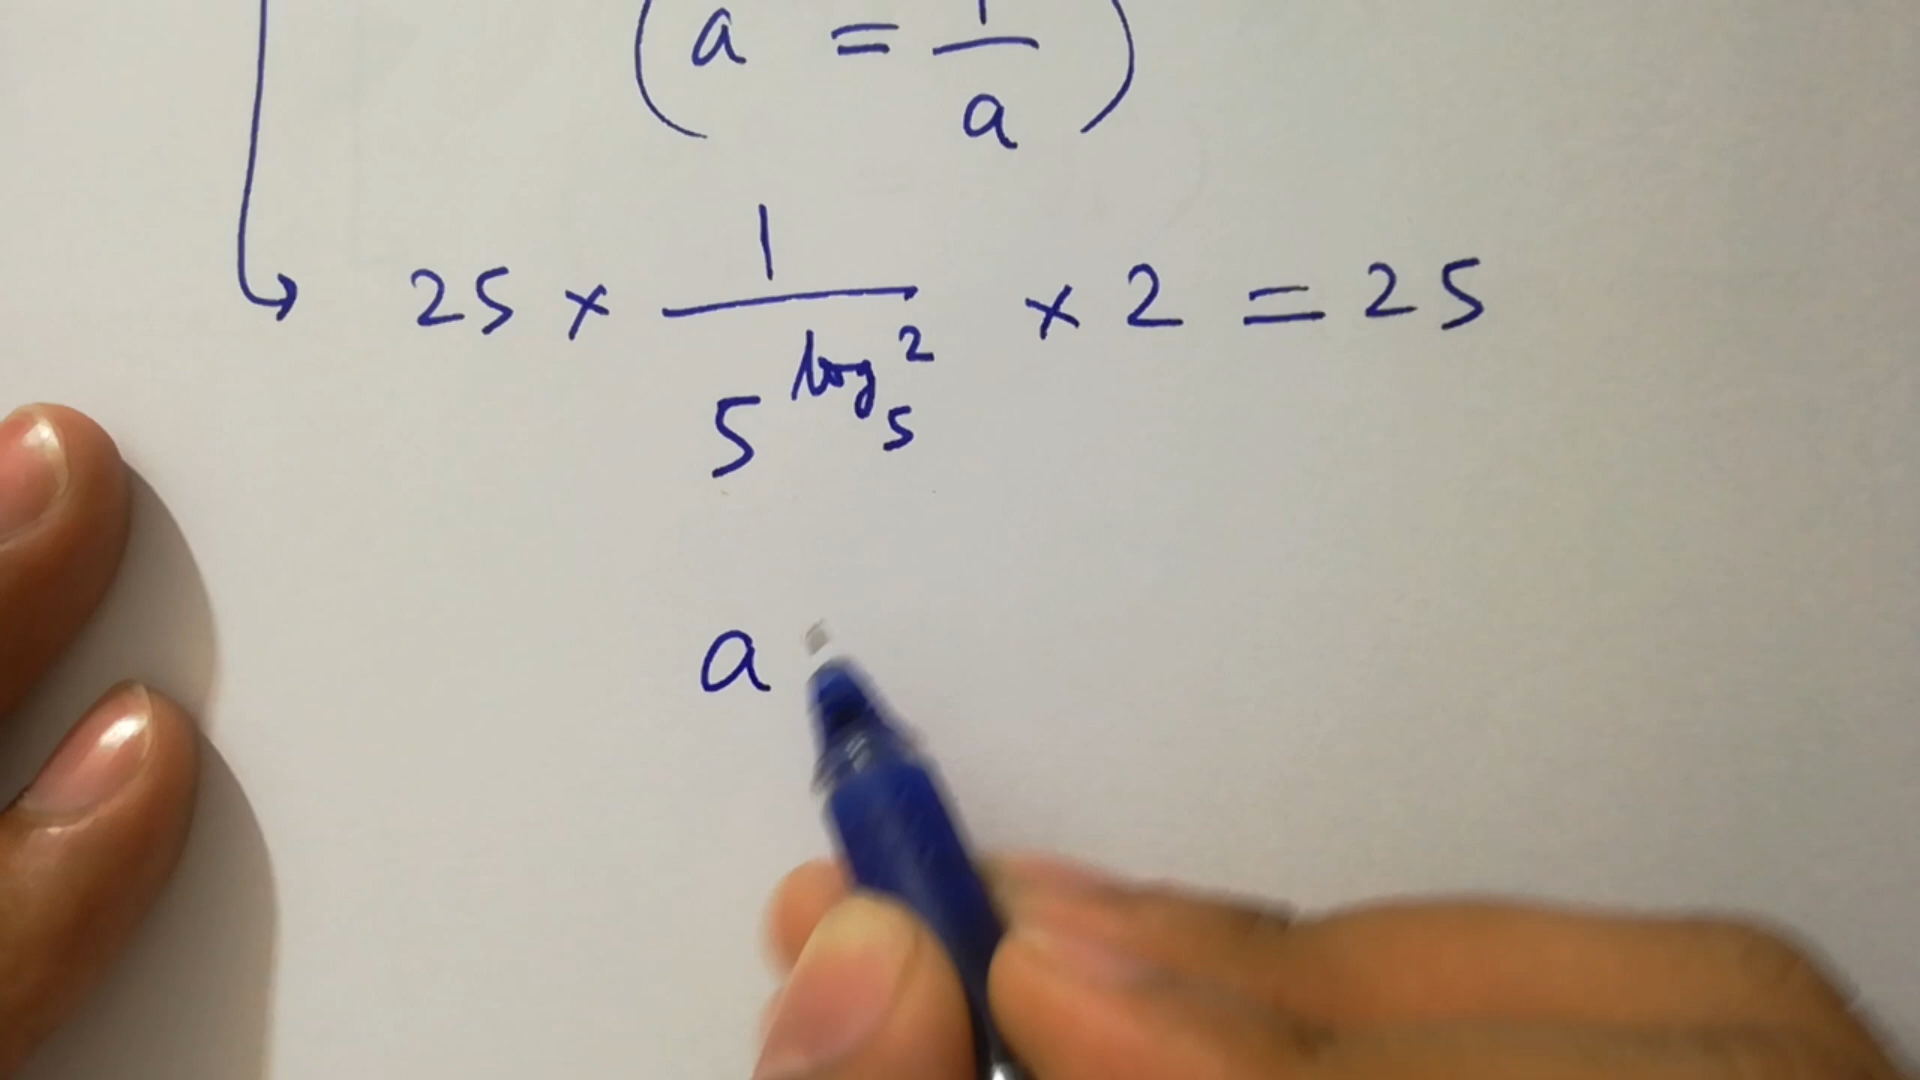 (a = 1/a)
25 × 1/5^log₅² × 2 = 25
a